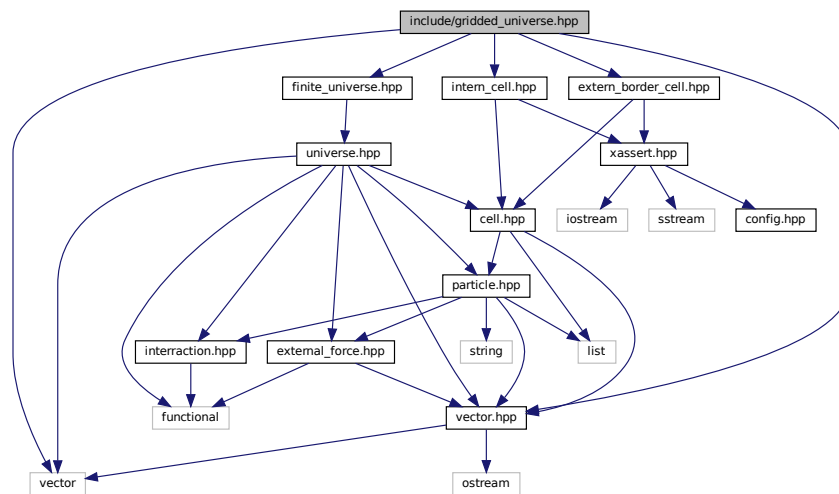 include/gridded_universe.hpp
finite_universe.hpp
intern_cell.hpp
extern_border_cell.hpp
universe.hpp
xassert.hpp
cell.hpp
iostream
sstream
config.hpp
particle.hpp
interraction.hpp
external_force.hpp
string
list
functional
vector.hpp
vector
ostream